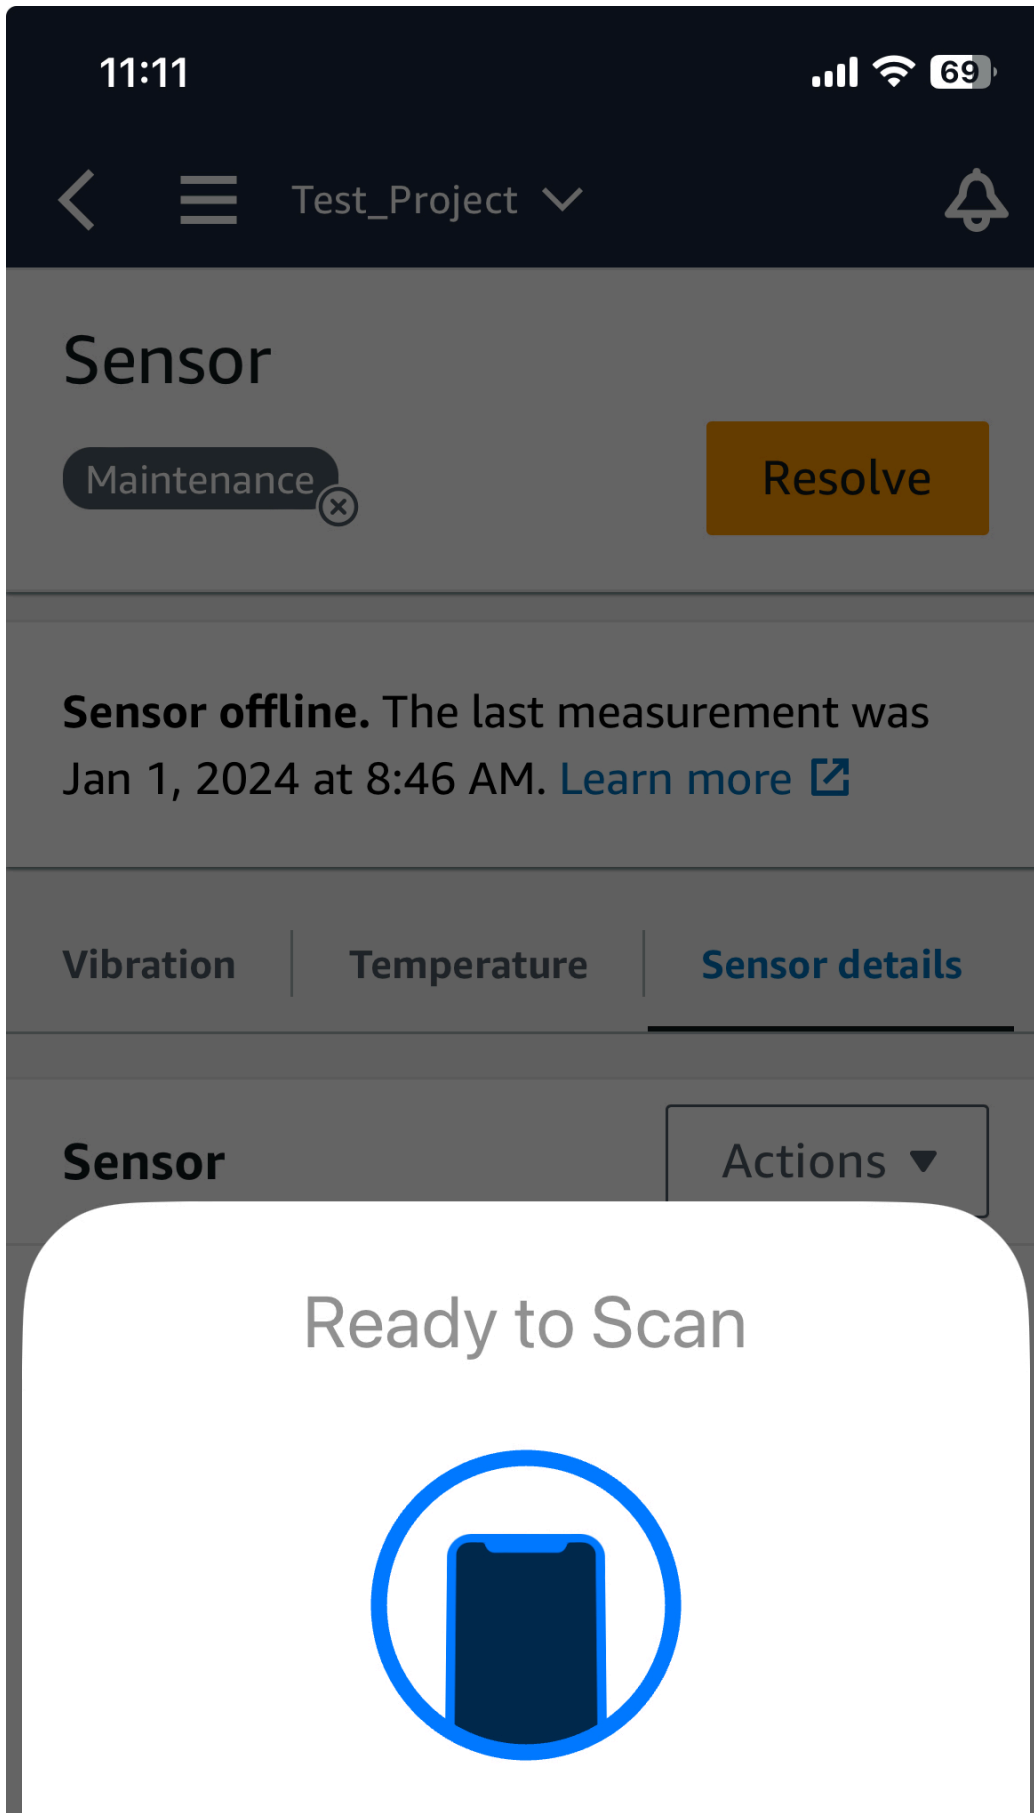 11:11
69
Test_Project
Sensor
Maintenance
Resolve
Sensor offline. The last measurement was
Jan 1, 2024 at 8:46 AM. Learn more
Vibration
Temperature
Sensor details
Sensor
Actions
Ready to Scan